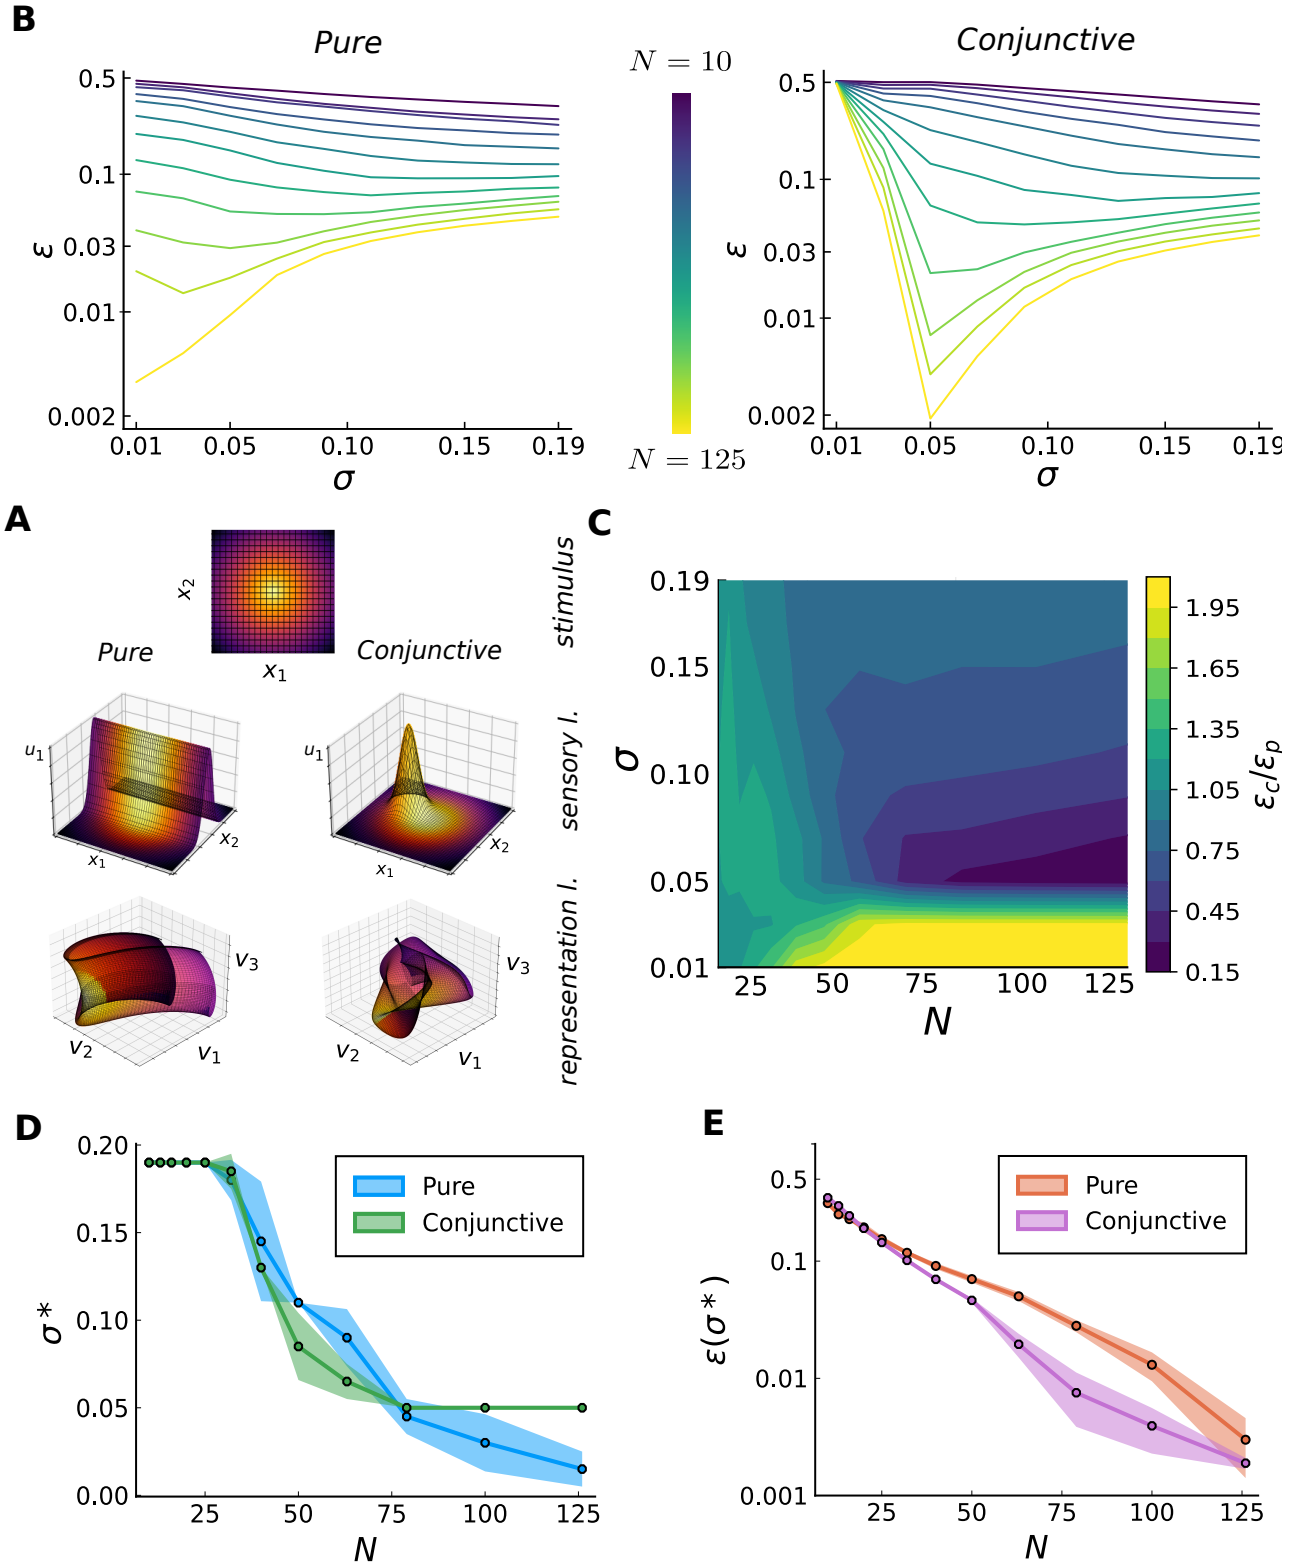 B
Pure
0.5
0.1
0.03
0.01
0.002
ε
0.01
0.05
0.10
0.15
0.19
σ
N = 10
N = 125
Conjunctive
0.5
0.1
0.03
0.01
0.002
ε
0.01
0.05
0.10
0.15
0.19
σ
A
x2
x1
stimulus
Pure
Conjunctive
u1
x1
x2
u1
x1
x2
sensory l.
v3
v2
v1
v3
v2
v1
representation l.
C
0.19
0.15
0.10
0.05
0.01
σ
25
50
75
100
125
N
1.95
1.65
1.35
1.05
0.75
0.45
0.15
εc/εp
D
0.20
0.15
0.10
0.05
0.00
σ*
Pure
Conjunctive
25
50
75
100
125
N
E
0.5
0.1
0.01
0.001
ε(σ*)
Pure
Conjunctive
25
50
75
100
125
N